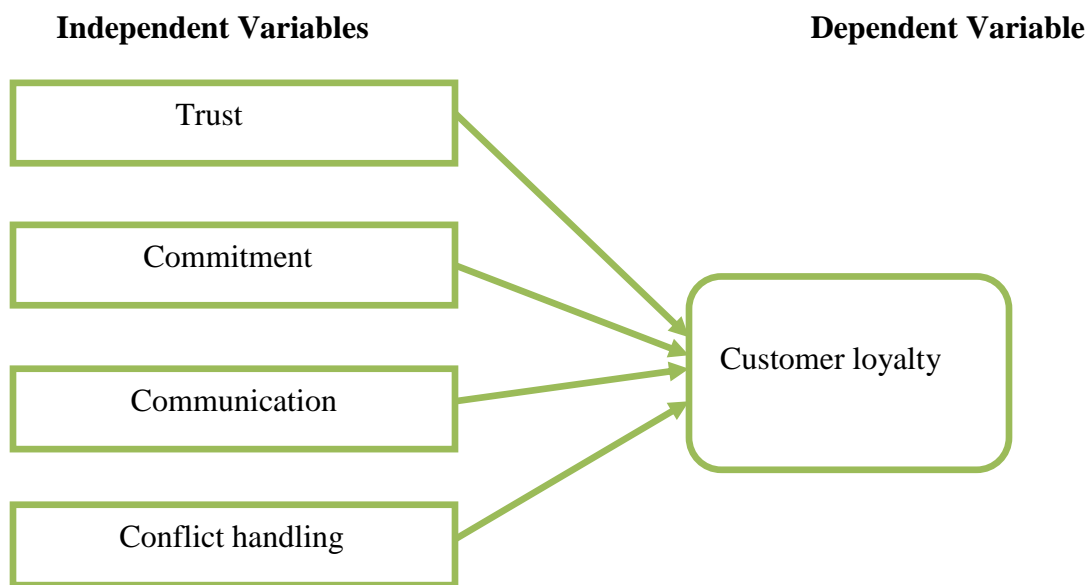 Independent Variables
Dependent Variable
Trust
Commitment
Communication
Conflict handling
Customer loyalty